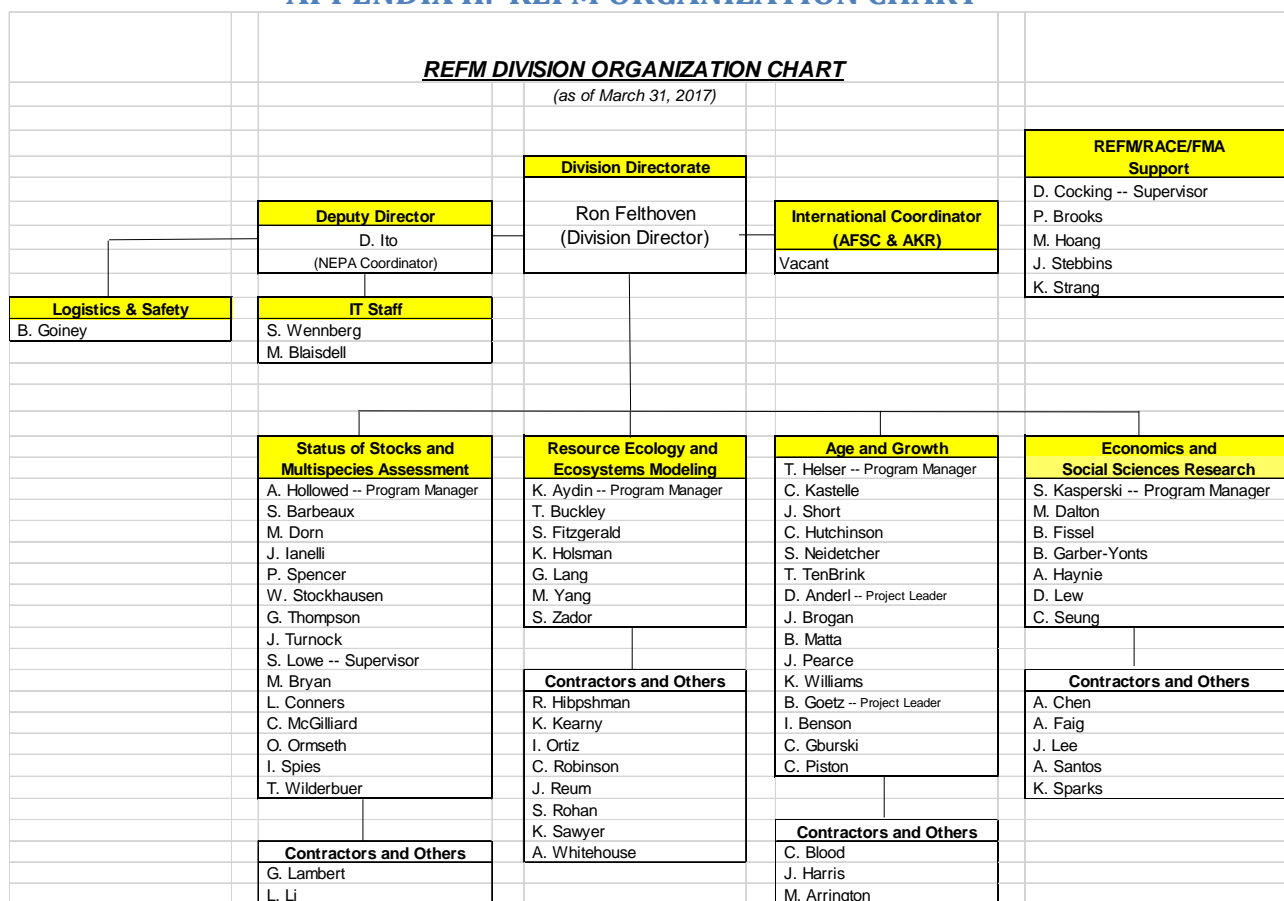 APPENDIX II. REFM ORGANIZATION CHART
REFM DIVISION ORGANIZATION CHART
(as of March 31, 2017)
REFM/RACE/FMA
Support
D. Cocking -- Supervisor
P. Brooks
M. Hoang
J. Stebbins
K. Strang
Division Directorate
Ron Felthoven
(Division Director)
Deputy Director
D. Ito
(NEPA Coordinator)
International Coordinator
(AFSC & AKR)
Vacant
Logistics & Safety
B. Goiney
IT Staff
S. Wennberg
M. Blaisdell
Status of Stocks and
Multispecies Assessment
A. Hollowed -- Program Manager
S. Barbeaux
M. Dorn
J. Ianelli
P. Spencer
W. Stockhausen
G. Thompson
J. Turnock
S. Lowe -- Supervisor
M. Bryan
L. Conners
C. McGilliard
O. Ormseth
I. Spies
T. Wilderbuer
Contractors and Others
G. Lambert
L. Li
Resource Ecology and
Ecosystems Modeling
K. Aydin -- Program Manager
T. Buckley
S. Fitzgerald
K. Holsman
G. Lang
M. Yang
S. Zador
Contractors and Others
R. Hibpshman
K. Kearny
I. Ortiz
C. Robinson
J. Reum
S. Rohan
K. Sawyer
A. Whitehouse
Age and Growth
T. Helser -- Program Manager
C. Kastelle
J. Short
C. Hutchinson
S. Neidetcher
T. TenBrink
D. Anderl -- Project Leader
J. Brogan
B. Matta
J. Pearce
K. Williams
B. Goetz -- Project Leader
I. Benson
C. Gburski
C. Piston
Contractors and Others
C. Blood
J. Harris
M. Arrington
Economics and
Social Sciences Research
S. Kasperski -- Program Manager
M. Dalton
B. Fissel
B. Garber-Yonts
A. Haynie
D. Lew
C. Seung
Contractors and Others
A. Chen
A. Faig
J. Lee
A. Santos
K. Sparks